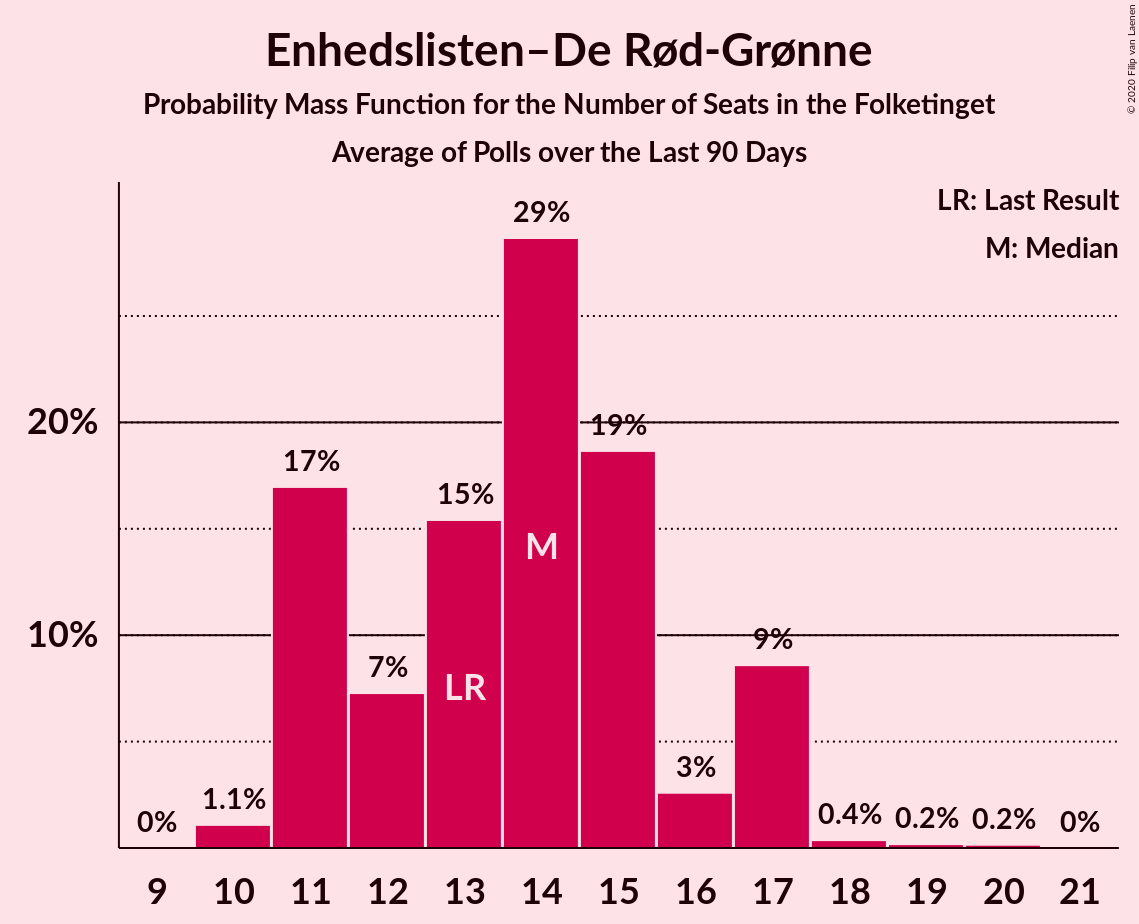 Enhedslisten–De Rød-Grønne
Probability Mass Function for the Number of Seats in the Folketinget
Average of Polls over the Last 90 Days
© 2020 Filip van Laenen
LR: Last Result
M: Median
29%
20%
19%
17%
15%
M
10%
9%
7%
LR
3%
1.1%
0%
0.4%
0.2%
0.2%
0%
9 10 11 12 13 14 15 16 17 18 19 20 21